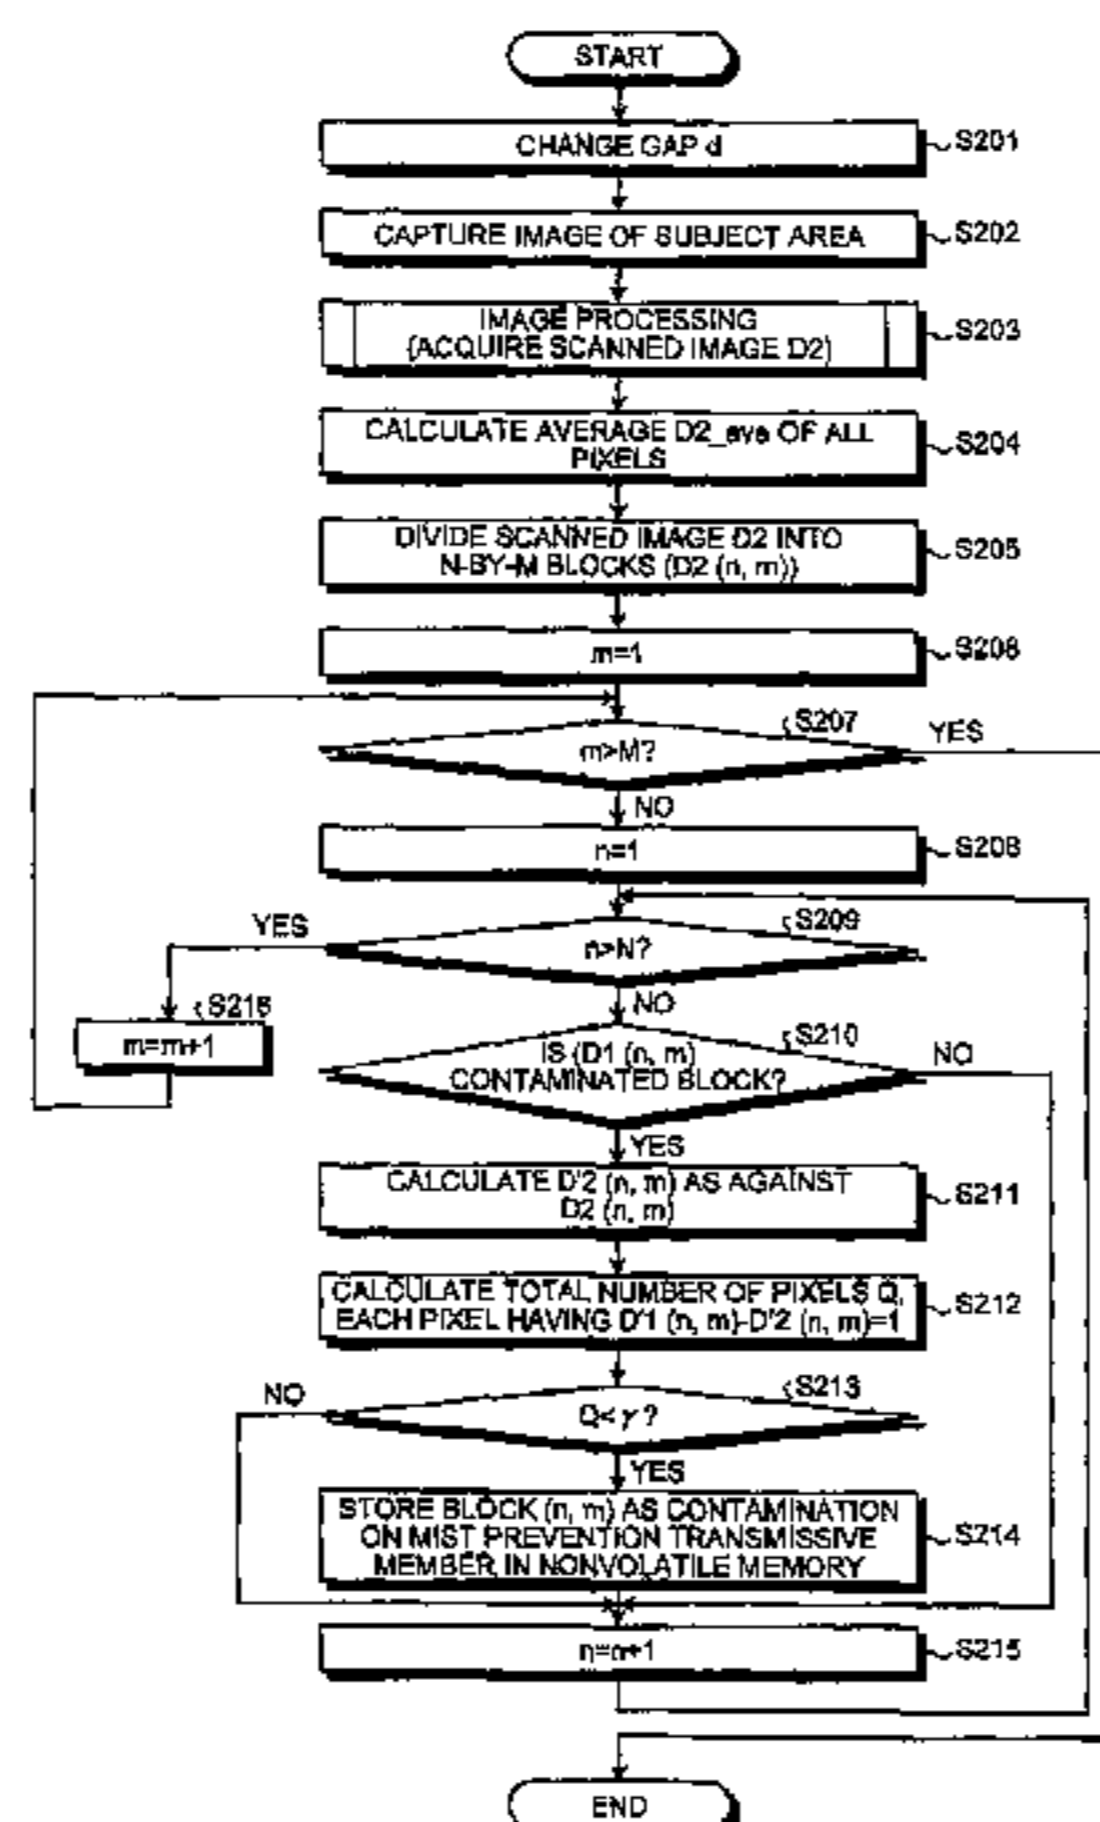 START
CHANGE GAP d
S201
CAPTURE IMAGE OF SUBJECT AREA
S202
IMAGE PROCESSING
(ACQUIRE SCANNED IMAGE D2)
S203
CALCULATE AVERAGE D2_ave OF ALL
PIXELS
S204
DIVIDE SCANNED IMAGE D2 INTO
N-BY-M BLOCKS (D2 (n, m))
S205
m=1
S206
S207
YES
m>M?
NO
n=1
S208
S209
YES
n>N?
NO
S216
m=m+1
S210
NO
IS (D1 (n, m)
CONTAMINATED BLOCK?
YES
CALCULATE D'2 (n, m) AS AGAINST
D2 (n, m)
S211
CALCULATE TOTAL NUMBER OF PIXELS Q,
EACH PIXEL HAVING D'1 (n, m)-D'2 (n, m)=1
S212
S213
NO
Q<γ?
YES
STORE BLOCK (n, m) AS CONTAMINATION
ON MIST PREVENTION TRANSMISSIVE
MEMBER IN NONVOLATILE MEMORY
S214
n=n+1
S215
END